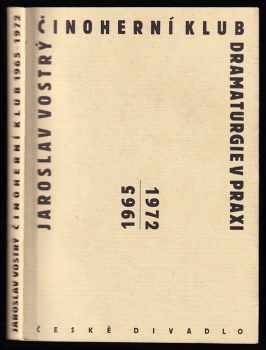 JAROSLAV VOSTRÝ ČINOHERNÍ KLUB 1965-1972
JAROSLAV VOSTRÝ
ČINOHERNÍ KLUB
DRAMATURGIE V PRAXI
1965
1972
ČESKÉ DIVADLO